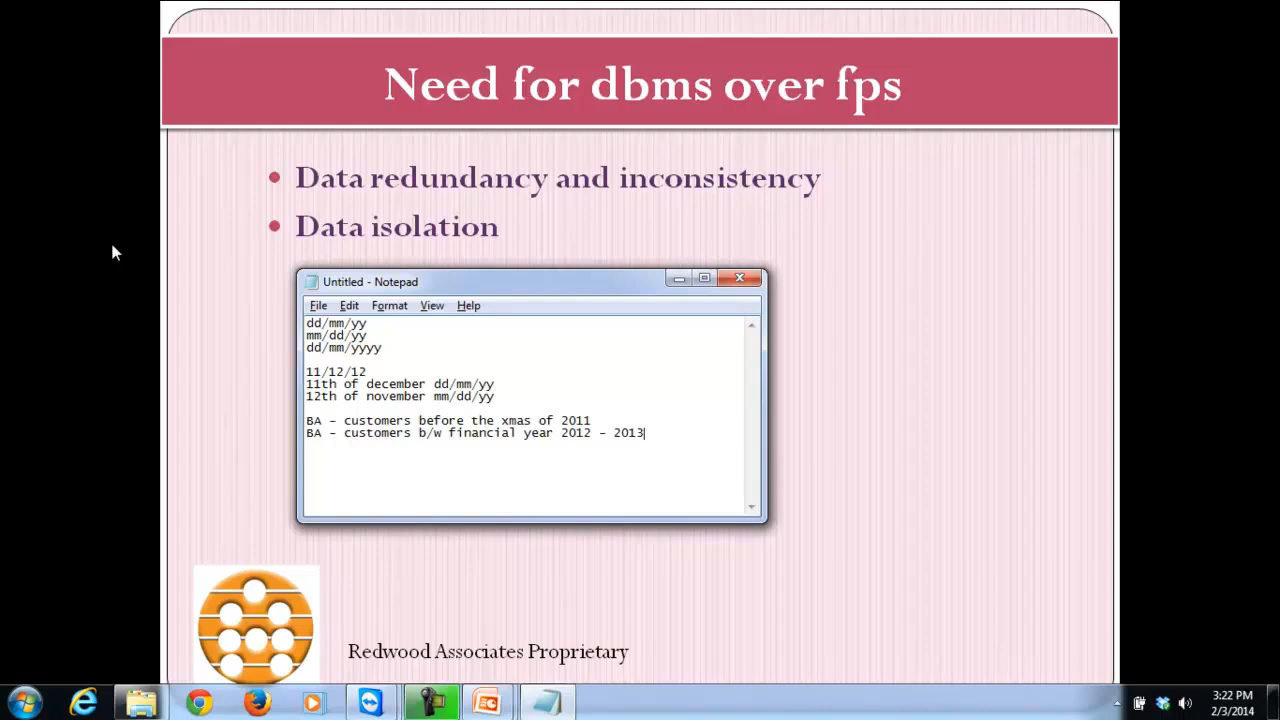 Need for dbms over fps
Data redundancy and inconsistency
Data isolation
Untitled - Notepad
File Edit Format View Help
dd/mm/yy
mm/dd/yy
dd/mm/yyyy
11/12/12
11th of december dd/mm/yy
12th of november mm/dd/yy
BA - customers before the xmas of 2011
BA - customers b/w financial year 2012 - 2013
Redwood Associates Proprietary
3:22 PM
2/3/2014